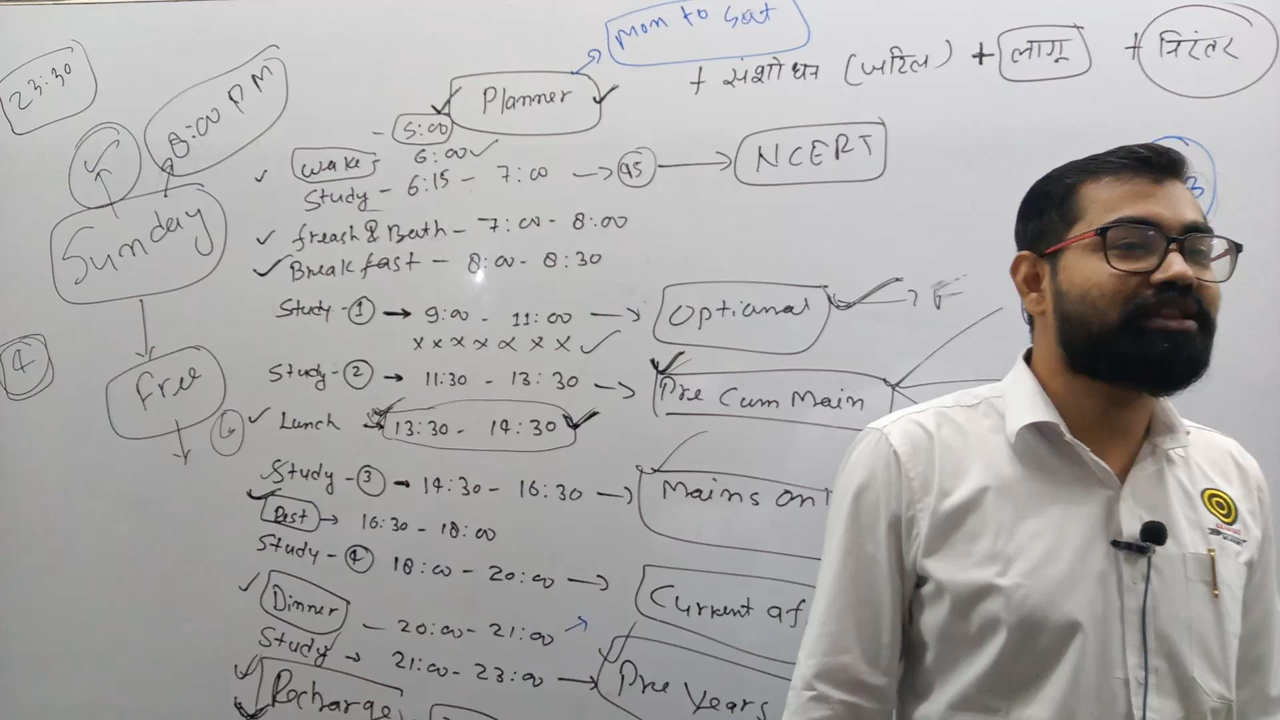 23:30
8:00 PM
Sunday
Free
4
6
mon to Sat
Planner
+ संशोधन (जटिल) + लागू + निरंतर
- 5:00
Wake 6:00
Study - 6:15 - 7:00 → 45 → NCERT
freash & Bath - 7:00 - 8:00
Breakfast - 8:00 - 8:30
Study - 1 → 9:00 - 11:00 → Optional → F
x x x x x x x
Study - 2 → 11:30 - 13:30 → Pre Cum Main
Lunch → 13:30 - 14:30
Study - 3 → 14:30 - 16:30 → Mains Onl
Rest → 16:30 - 18:00
Study - 4 18:00 - 20:00 → Current af
Dinner - 20:00 - 21:00
Study → 21:00 - 23:00 → Pre Years
Recharge